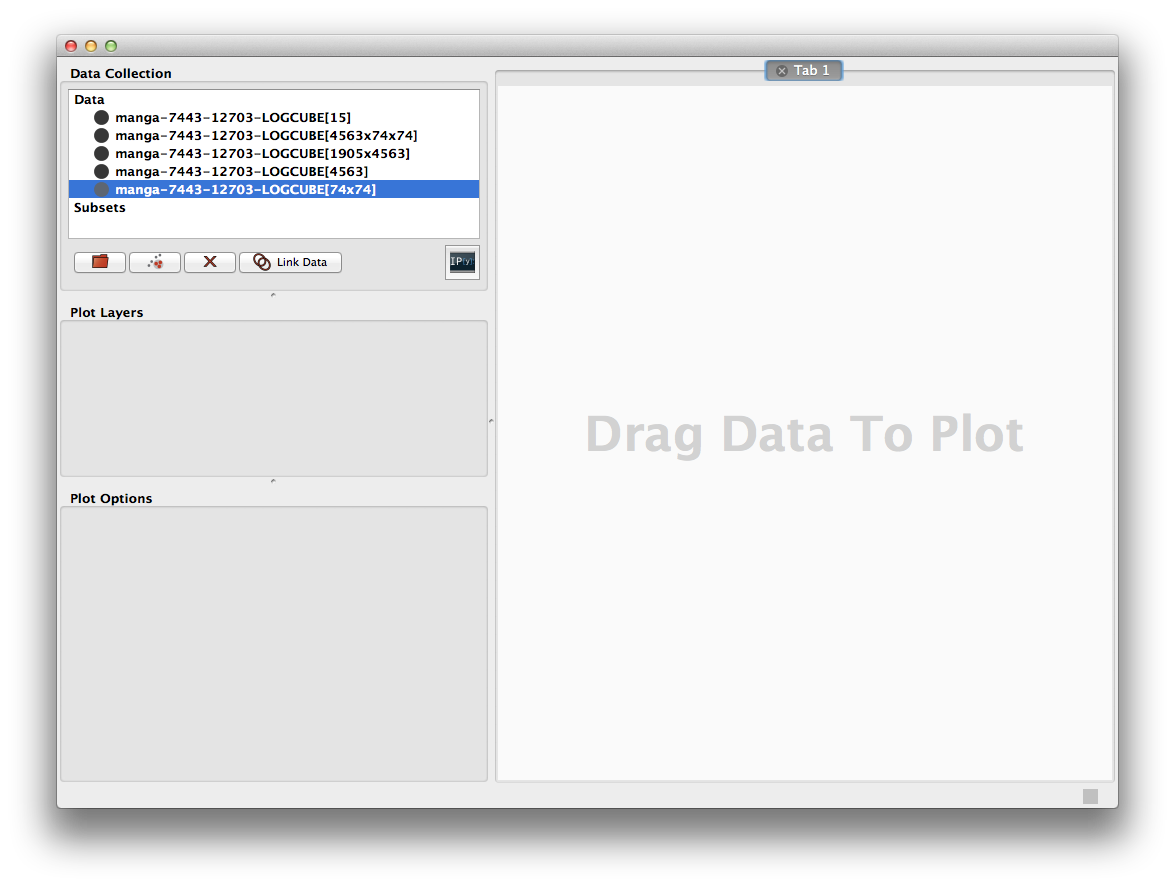 Data Collection
Tab 1
Data
manga-7443-12703-LOGCUBE[15]
manga-7443-12703-LOGCUBE[4563x74x74]
manga-7443-12703-LOGCUBE[1905x4563]
manga-7443-12703-LOGCUBE[4563]
manga-7443-12703-LOGCUBE[74x74]
Subsets
Link Data
IP[y]:
Plot Layers
Drag Data To Plot
Plot Options